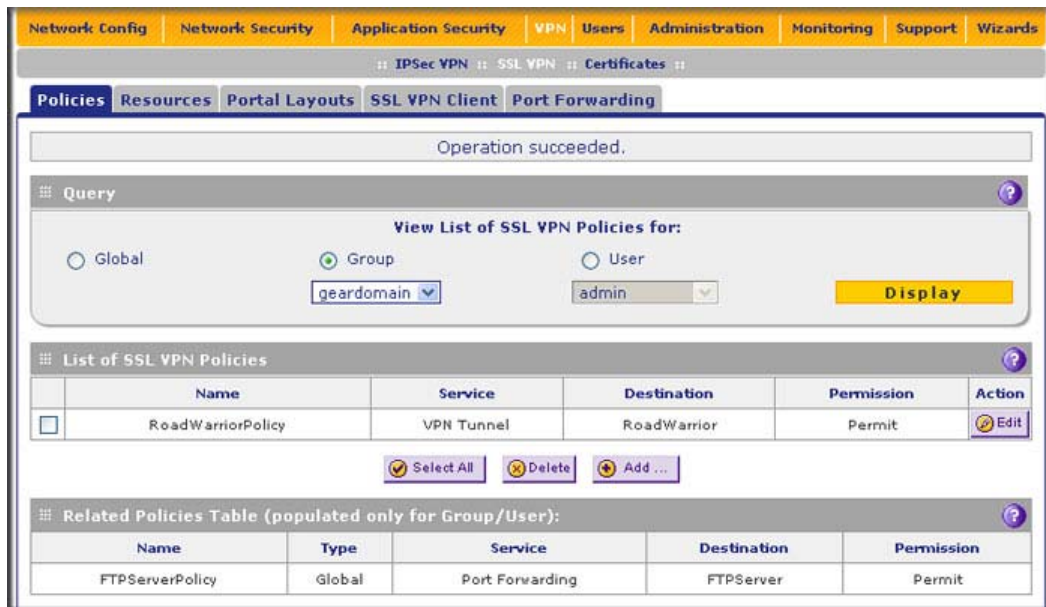 Network Config Network Security Application Security VPN Users Administration Monitoring Support Wizards
:: IPSec VPN :: SSL VPN :: Certificates ::
Policies Resources Portal Layouts SSL VPN Client Port Forwarding
Operation succeeded.
Query ?
View List of SSL VPN Policies for:
Global Group User
geardomain admin Display
List of SSL VPN Policies ?
Name Service Destination Permission Action
RoadWarriorPolicy VPN Tunnel RoadWarrior Permit Edit
Select All Delete Add ...
Related Policies Table (populated only for Group/User): ?
Name Type Service Destination Permission
FTPServerPolicy Global Port Forwarding FTPServer Permit